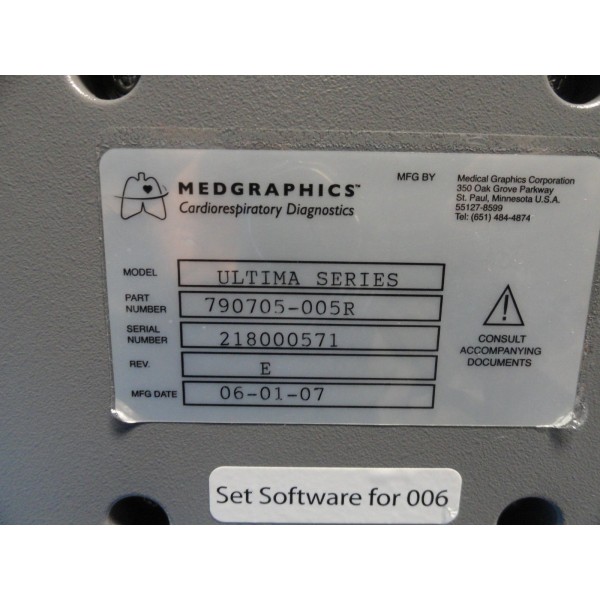 MEDGRAPHICS™
Cardiorespiratory Diagnostics
MFG BY
Medical Graphics Corporation
350 Oak Grove Parkway
St. Paul, Minnesota U.S.A.
55127-8599
Tel: (651) 484-4874
MODEL ULTIMA SERIES
PART NUMBER 790705-005R
SERIAL NUMBER 218000571
REV. E
MFG DATE 06-01-07
CONSULT
ACCOMPANYING
DOCUMENTS
Set Software for 006